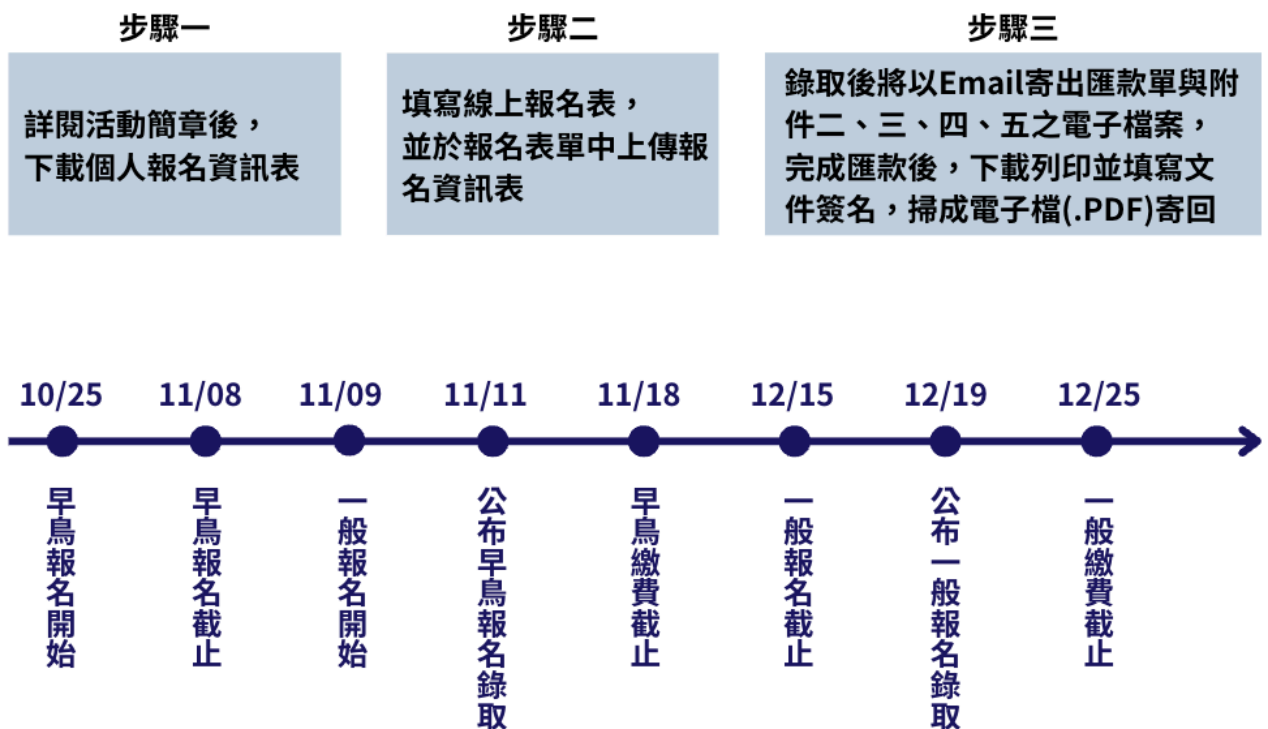 步驟一
詳閱活動簡章後，
下載個人報名資訊表
步驟二
填寫線上報名表，
並於報名表單中上傳報
名資訊表
步驟三
錄取後將以Email寄出匯款單與附
件二、三、四、五之電子檔案，
完成匯款後，下載列印並填寫文
件簽名，掃成電子檔(.PDF)寄回
10/25
早鳥報名開始
11/08
早鳥報名截止
11/09
一般報名開始
11/11
公布早鳥報名錄取
11/18
早鳥繳費截止
12/15
一般報名截止
12/19
公布一般報名錄取
12/25
一般繳費截止